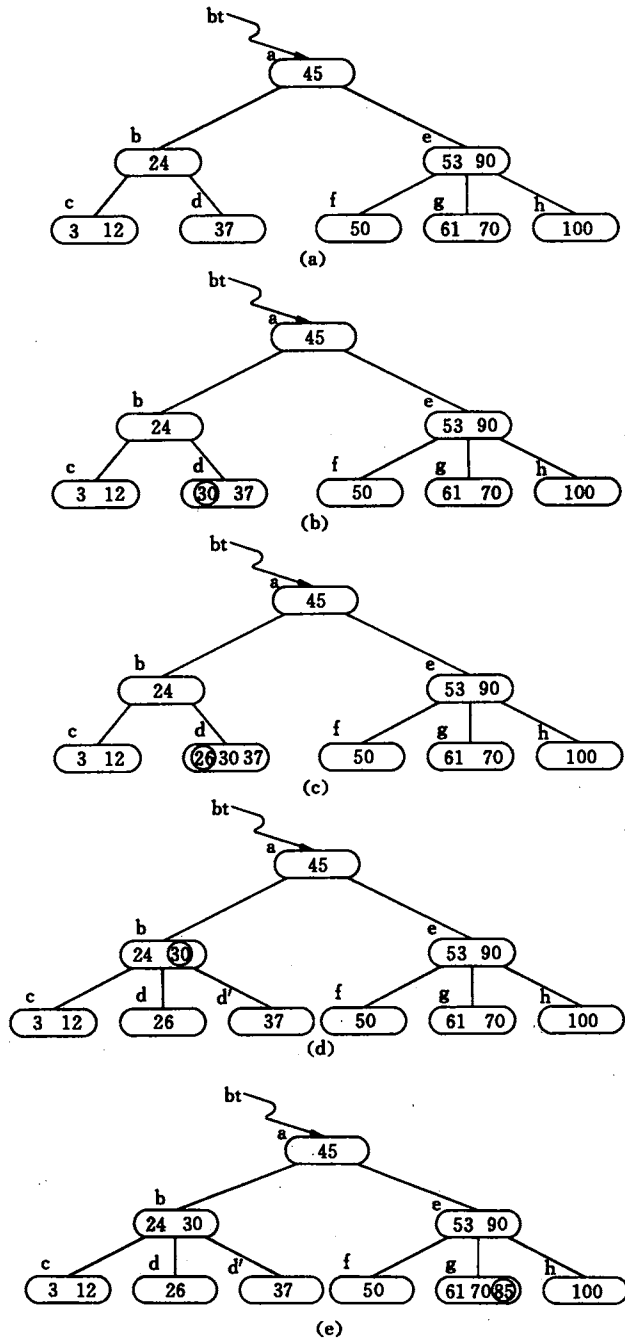 bt
a
45
b e
24 53 90
c d f g h
3 12 37 50 61 70 100
(a)
bt
a
45
b e
24 53 90
c d f g h
3 12 30 37 50 61 70 100
(b)
bt
a
45
b e
24 53 90
c d f g h
3 12 26 30 37 50 61 70 100
(c)
bt
a
45
b e
24 30 53 90
c d d' f g h
3 12 26 37 50 61 70 100
(d)
bt
a
45
b e
24 30 53 90
c d d' f g h
3 12 26 37 50 61 70 85 100
(e)